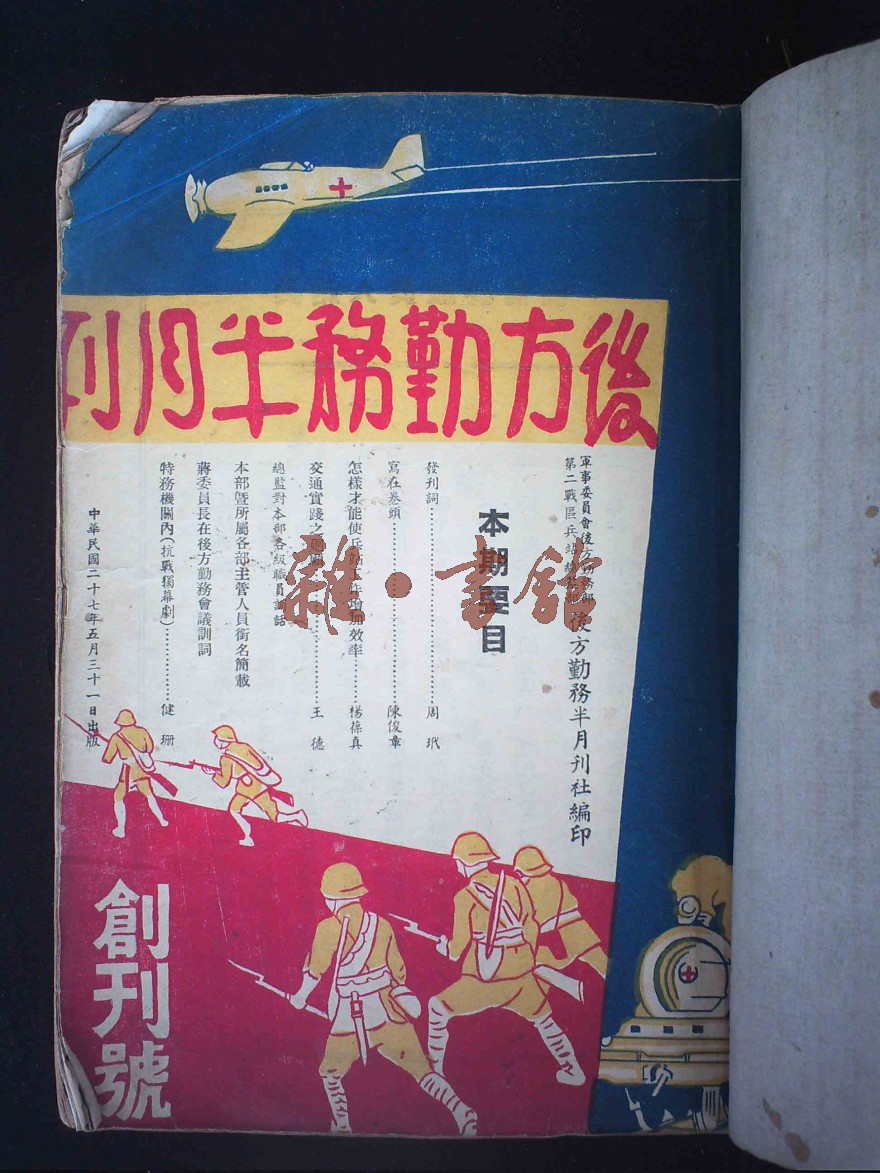 後方勤務半月刊
軍事委員會後方勤務部
第二戰區兵站
後方勤務半月刊社編印
本期要目
發刊詞…………周玳
寫在卷頭…………陳俊章
怎樣才能使兵站工作增加效率…………楊葆真
交通實踐之…………王德
總監對本部各級職員訓話
本部暨所屬各部主管人員銜名簡載
蔣委員長在後方勤務會議訓詞
特務機關內(抗戰獨幕劇)…………健珊
中華民國二十七年五月三十一日出版
創刊號
雜·書館